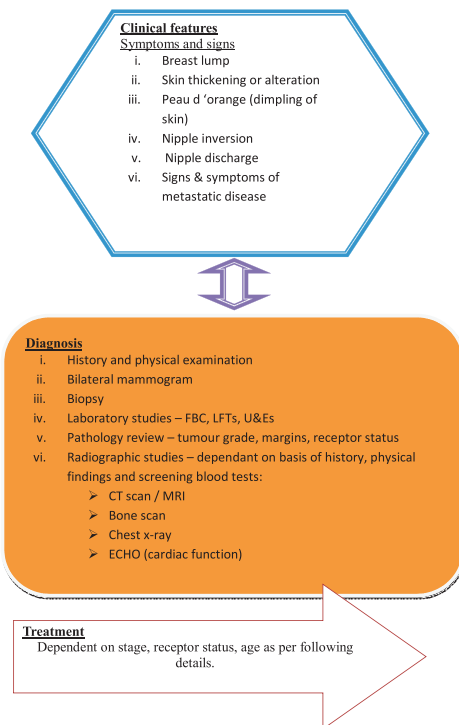 Clinical features
Symptoms and signs
i. Breast lump
ii. Skin thickening or alteration
iii. Peau d ‘orange (dimpling of
skin)
iv. Nipple inversion
v. Nipple discharge
vi. Signs & symptoms of
metastatic disease
Diagnosis
i. History and physical examination
ii. Bilateral mammogram
iii. Biopsy
iv. Laboratory studies – FBC, LFTs, U&Es
v. Pathology review – tumour grade, margins, receptor status
vi. Radiographic studies – dependant on basis of history, physical
findings and screening blood tests:
➢ CT scan / MRI
➢ Bone scan
➢ Chest x-ray
➢ ECHO (cardiac function)
Treatment
Dependent on stage, receptor status, age as per following
details.